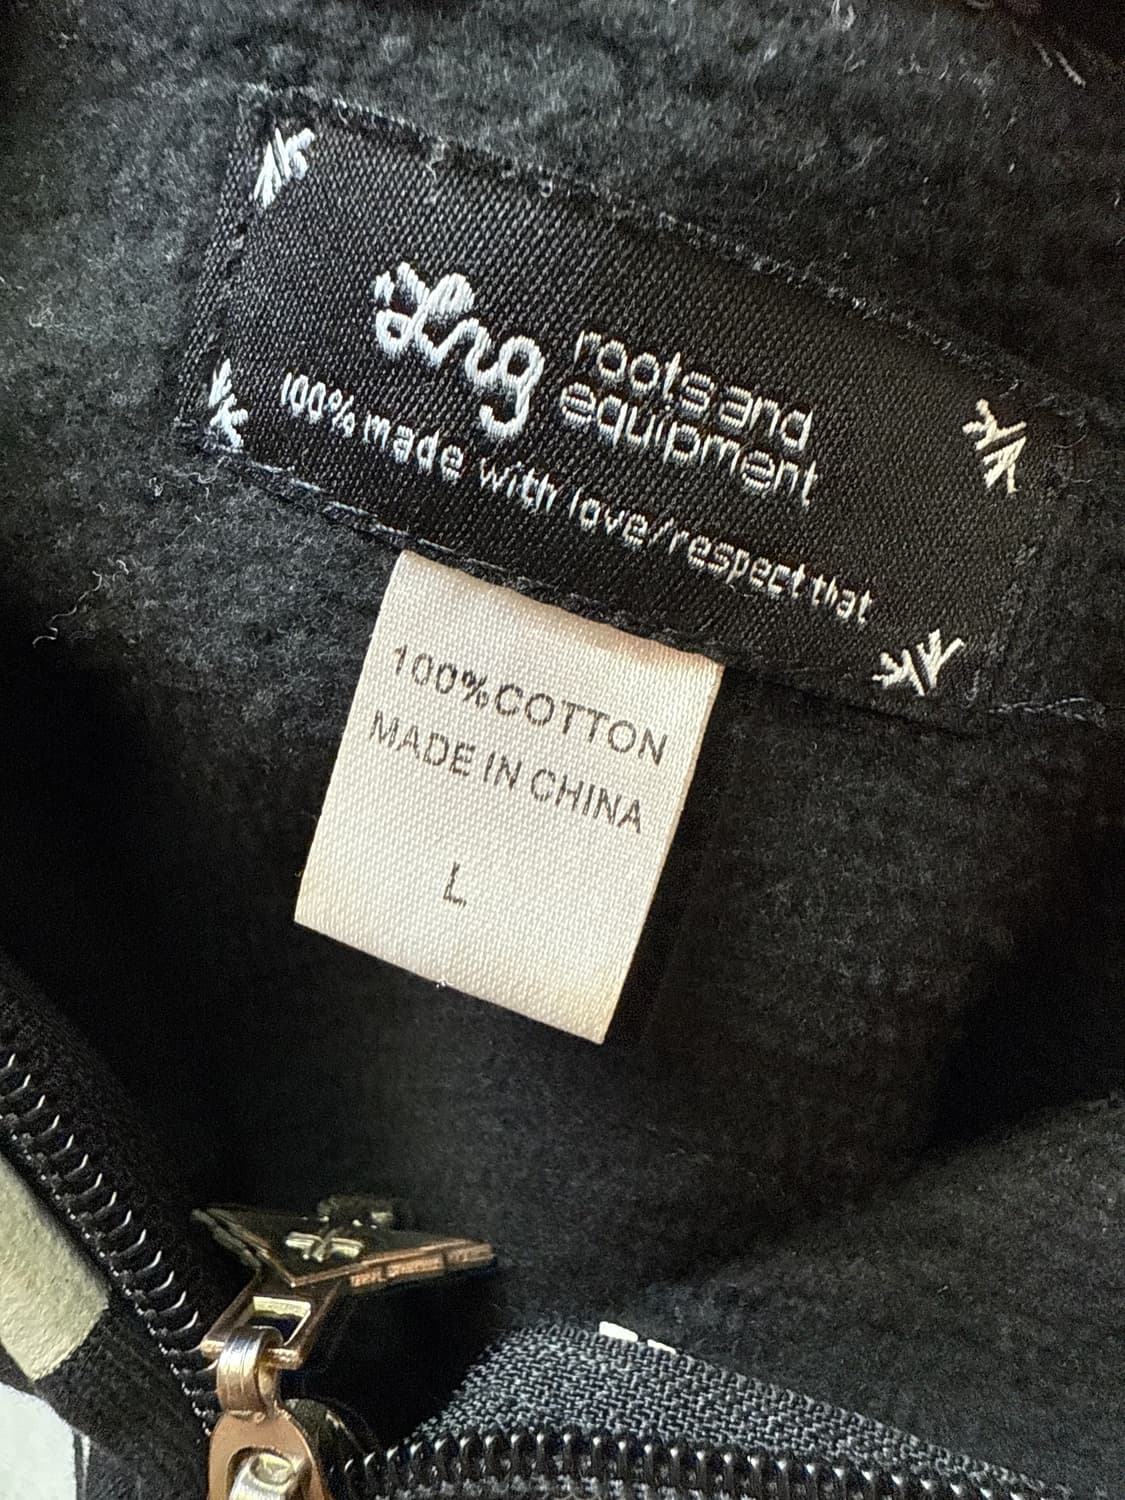 Lrg roots and
equipment
100% made with love/respect that
100%COTTON
MADE IN CHINA
L